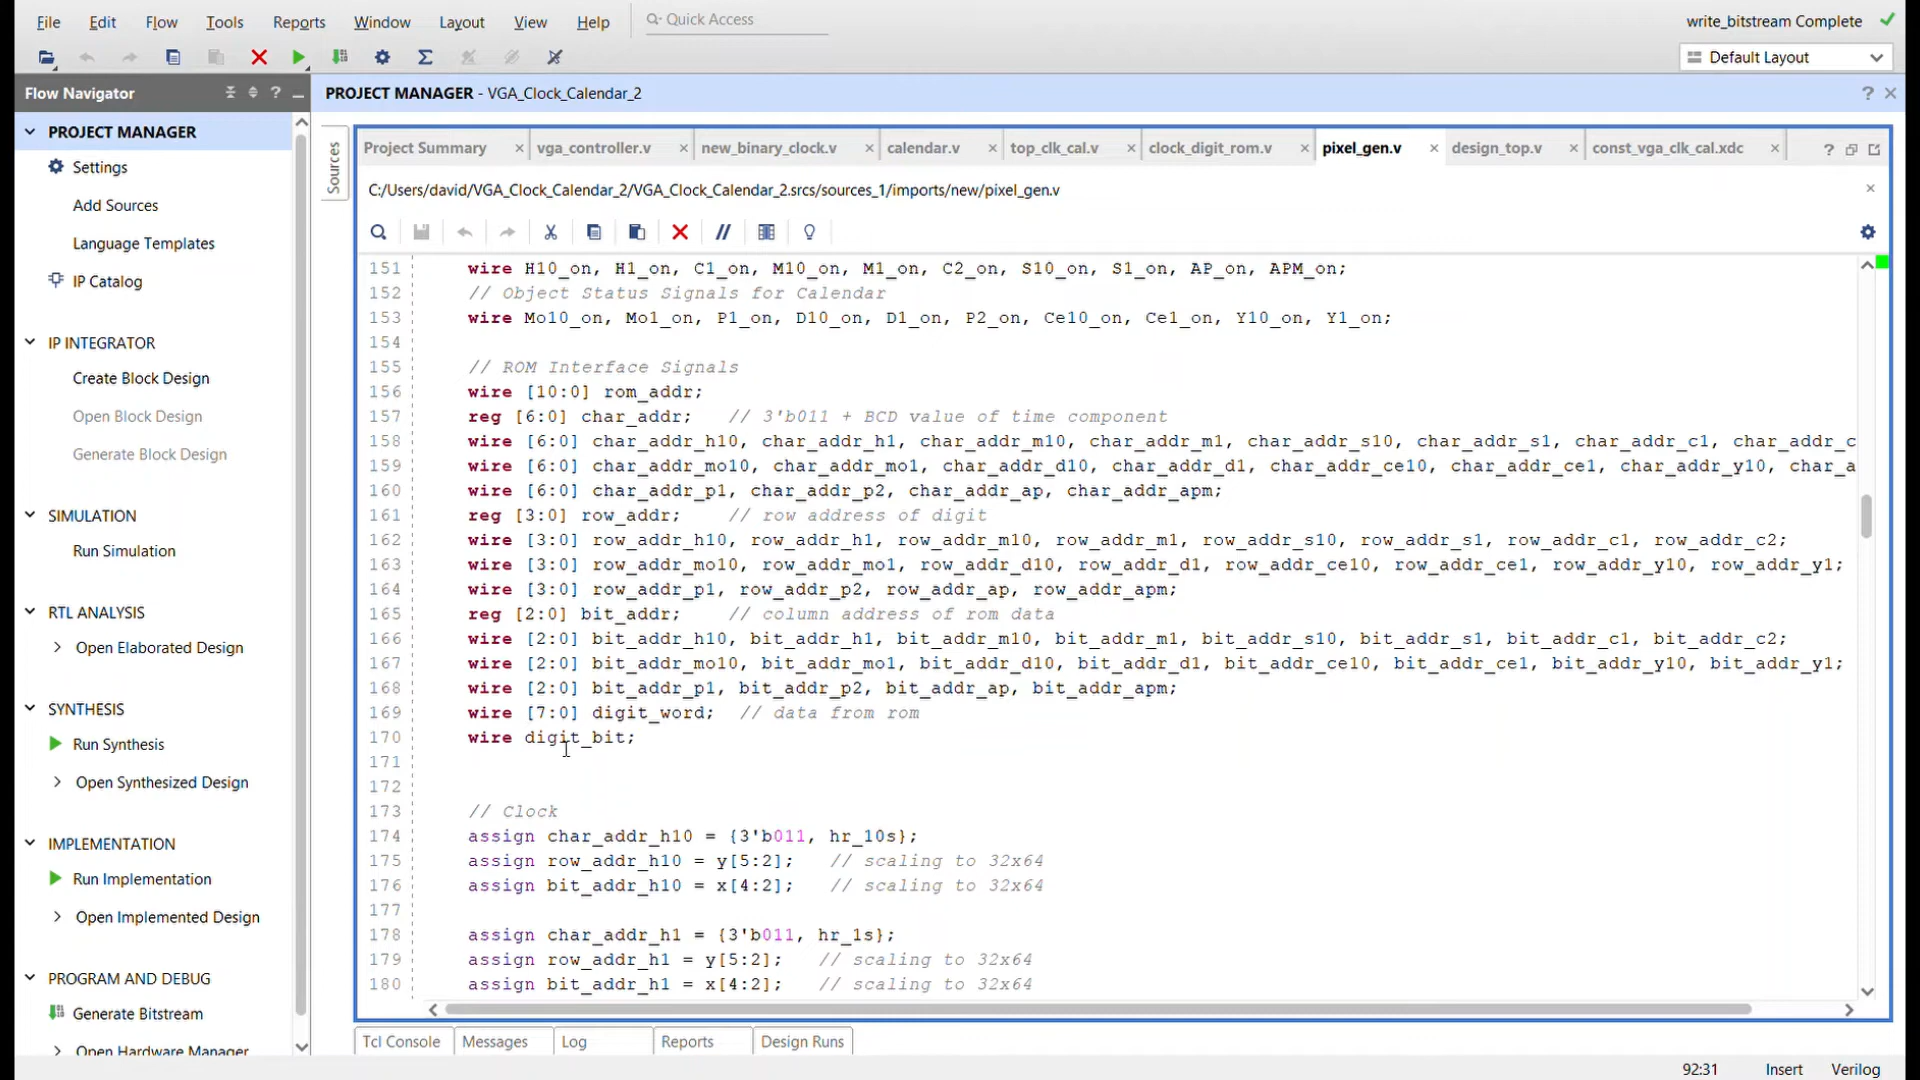 File Edit Flow Tools Reports Window Layout View Help Quick Access write_bitstream Complete
Default Layout
Flow Navigator ? PROJECT MANAGER - VGA_Clock_Calendar_2 ?
PROJECT MANAGER
Settings
Add Sources
Language Templates
IP Catalog
IP INTEGRATOR
Create Block Design
Open Block Design
Generate Block Design
SIMULATION
Run Simulation
RTL ANALYSIS
Open Elaborated Design
SYNTHESIS
Run Synthesis
Open Synthesized Design
IMPLEMENTATION
Run Implementation
Open Implemented Design
PROGRAM AND DEBUG
Generate Bitstream
Open Hardware Manager
Sources
Project Summary vga_controller.v new_binary_clock.v calendar.v top_clk_cal.v clock_digit_rom.v pixel_gen.v design_top.v const_vga_clk_cal.xdc ?
C:/Users/david/VGA_Clock_Calendar_2/VGA_Clock_Calendar_2.srcs/sources_1/imports/new/pixel_gen.v
151 wire H10_on, H1_on, C1_on, M10_on, M1_on, C2_on, S10_on, S1_on, AP_on, APM_on;
152 // Object Status Signals for Calendar
153 wire Mo10_on, Mo1_on, P1_on, D10_on, D1_on, P2_on, Ce10_on, Ce1_on, Y10_on, Y1_on;
154
155 // ROM Interface Signals
156 wire [10:0] rom_addr;
157 reg [6:0] char_addr; // 3'b011 + BCD value of time component
158 wire [6:0] char_addr_h10, char_addr_h1, char_addr_m10, char_addr_m1, char_addr_s10, char_addr_s1, char_addr_c1, char_addr_c
159 wire [6:0] char_addr_mo10, char_addr_mo1, char_addr_d10, char_addr_d1, char_addr_ce10, char_addr_ce1, char_addr_y10, char_a
160 wire [6:0] char_addr_p1, char_addr_p2, char_addr_ap, char_addr_apm;
161 reg [3:0] row_addr; // row address of digit
162 wire [3:0] row_addr_h10, row_addr_h1, row_addr_m10, row_addr_m1, row_addr_s10, row_addr_s1, row_addr_c1, row_addr_c2;
163 wire [3:0] row_addr_mo10, row_addr_mo1, row_addr_d10, row_addr_d1, row_addr_ce10, row_addr_ce1, row_addr_y10, row_addr_y1;
164 wire [3:0] row_addr_p1, row_addr_p2, row_addr_ap, row_addr_apm;
165 reg [2:0] bit_addr; // column address of rom data
166 wire [2:0] bit_addr_h10, bit_addr_h1, bit_addr_m10, bit_addr_m1, bit_addr_s10, bit_addr_s1, bit_addr_c1, bit_addr_c2;
167 wire [2:0] bit_addr_mo10, bit_addr_mo1, bit_addr_d10, bit_addr_d1, bit_addr_ce10, bit_addr_ce1, bit_addr_y10, bit_addr_y1;
168 wire [2:0] bit_addr_p1, bit_addr_p2, bit_addr_ap, bit_addr_apm;
169 wire [7:0] digit_word; // data from rom
170 wire digit_bit;
171
172
173 // Clock
174 assign char_addr_h10 = {3'b011, hr_10s};
175 assign row_addr_h10 = y[5:2]; // scaling to 32x64
176 assign bit_addr_h10 = x[4:2]; // scaling to 32x64
177
178 assign char_addr_h1 = {3'b011, hr_1s};
179 assign row_addr_h1 = y[5:2]; // scaling to 32x64
180 assign bit_addr_h1 = x[4:2]; // scaling to 32x64
Tcl Console Messages Log Reports Design Runs
92:31 Insert Verilog